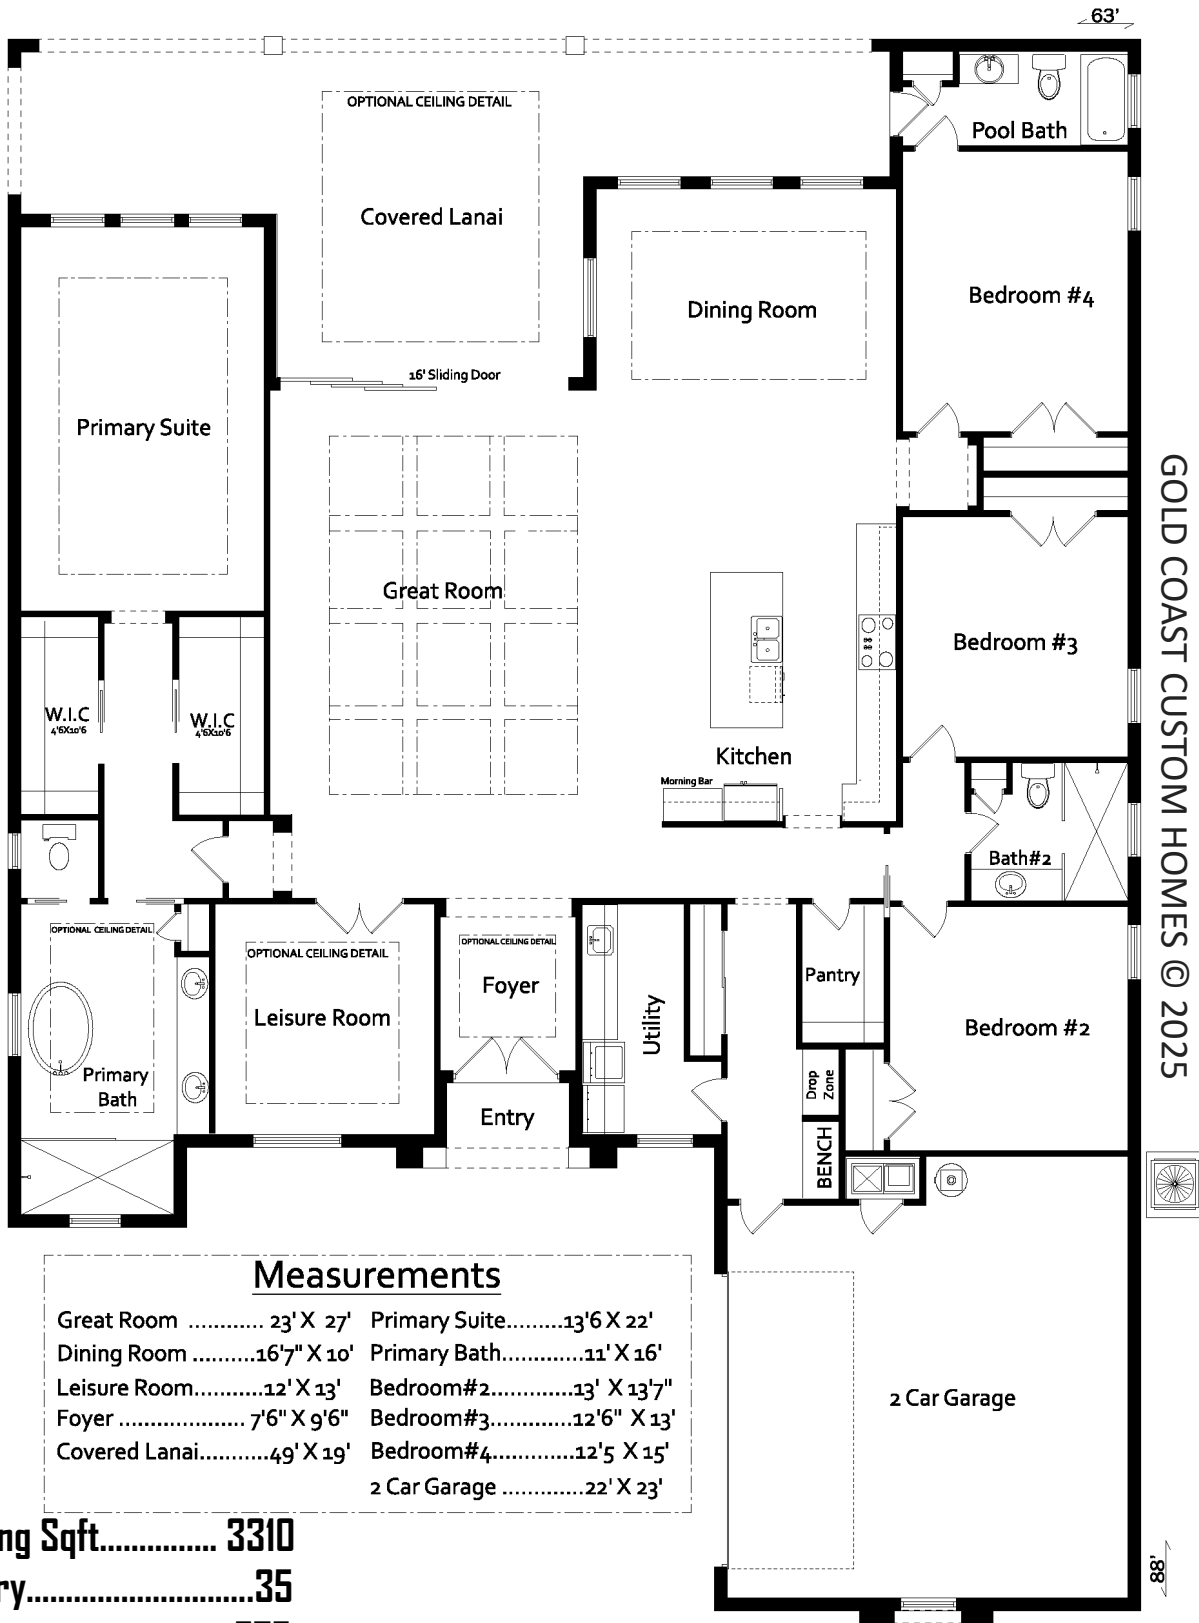 63'
OPTIONAL CEILING DETAIL
Pool Bath
Covered Lanai
Bedroom #4
Dining Room
16' Sliding Door
Primary Suite
GOLD COAST CUSTOM HOMES © 2025
Great Room
Bedroom #3
W.I.C
4'6X10'6
W.I.C
4'6X10'6
Kitchen
Morning Bar
Bath#2
OPTIONAL CEILING DETAIL
OPTIONAL CEILING DETAIL
OPTIONAL CEILING DETAIL
Foyer
Pantry
Leisure Room
Utility
Bedroom #2
Primary
Bath
Drop
Zone
Entry
BENCH
Measurements
Great Room ............ 23' X 27'
Primary Suite.........13'6 X 22'
Dining Room ..........16'7" X 10'
Primary Bath.............11' X 16'
Leisure Room...........12' X 13'
Bedroom#2.............13' X 13'7"
Foyer .................... 7'6" X 9'6"
Bedroom#3.............12'6" X 13'
Covered Lanai...........49' X 19'
Bedroom#4.............12'5 X 15'
2 Car Garage .............22' X 23'
2 Car Garage
ng Sqft............... 3310
ry.............................35
88'